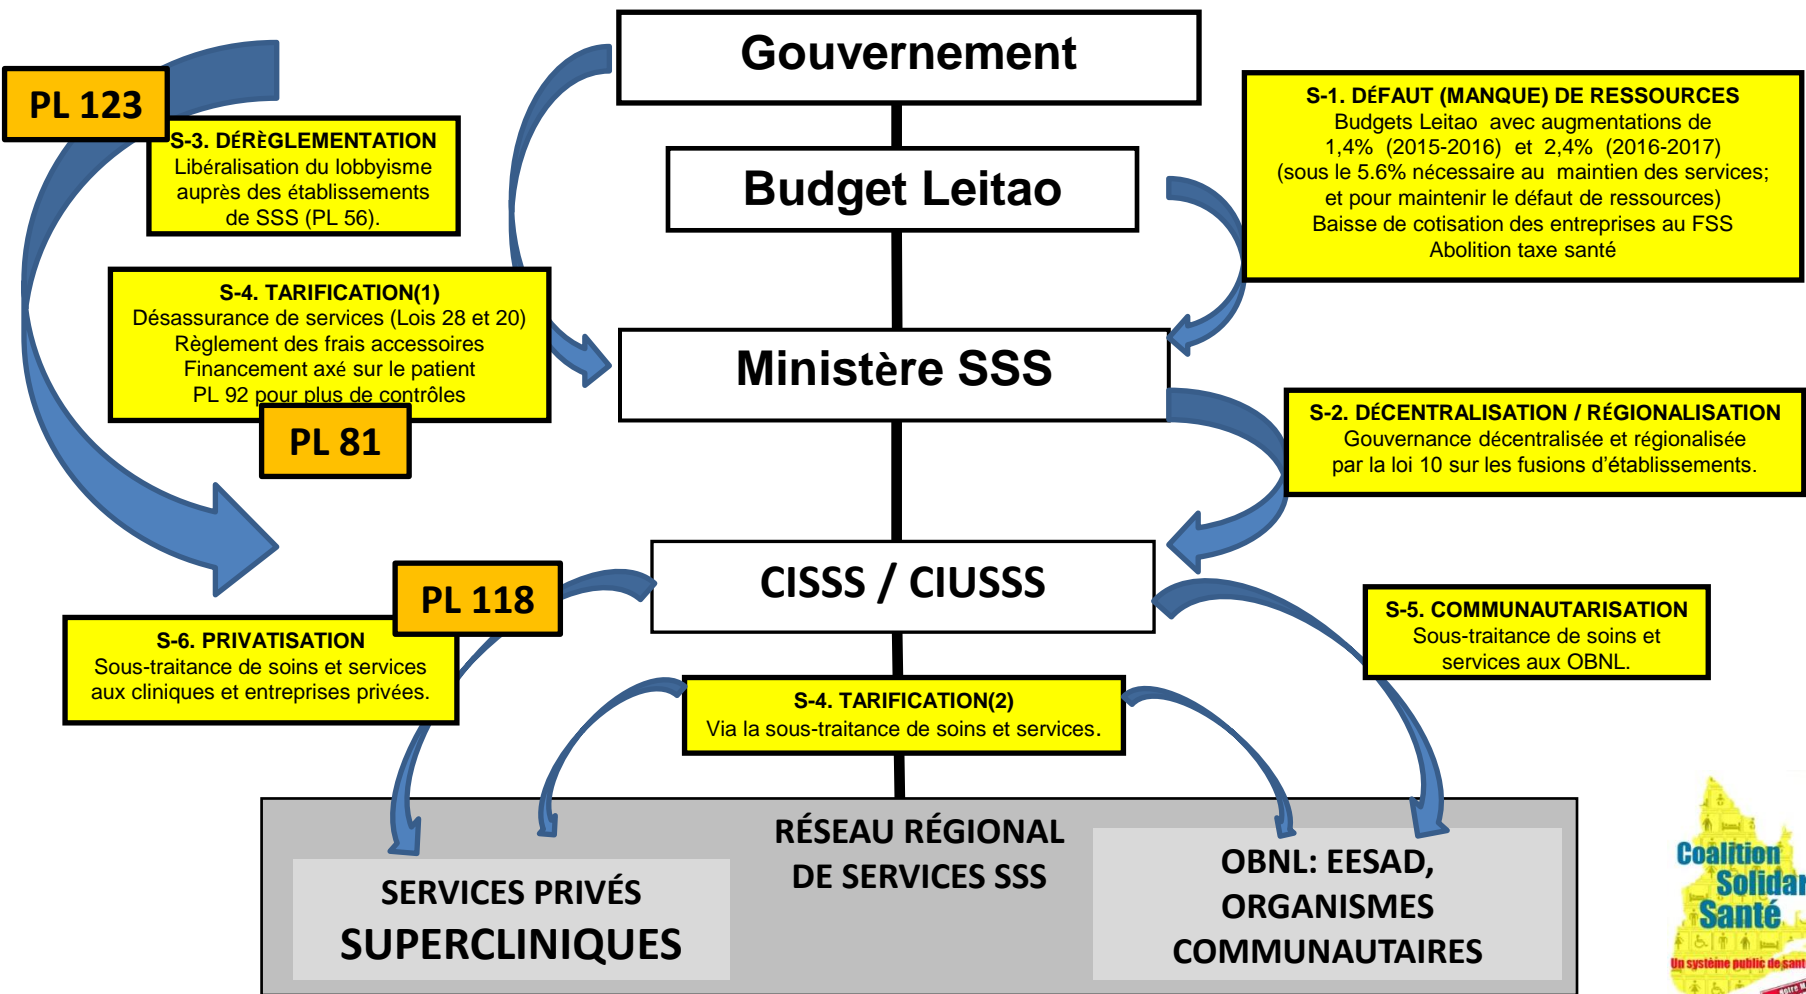 Gouvernement
PL 123
S-3. DÉRÈGLEMENTATION
Libéralisation du lobbyisme
auprès des établissements
de SSS (PL 56).
S-1. DÉFAUT (MANQUE) DE RESSOURCES
Budgets Leitao avec augmentations de
1,4% (2015-2016) et 2,4% (2016-2017)
(sous le 5.6% nécessaire au maintien des services;
et pour maintenir le défaut de ressources)
Baisse de cotisation des entreprises au FSS
Abolition taxe santé
Budget Leitao
S-4. TARIFICATION(1)
Désassurance de services (Lois 28 et 20)
Règlement des frais accessoires
Financement axé sur le patient
PL 92 pour plus de contrôles
PL 81
Ministère SSS
S-2. DÉCENTRALISATION / RÉGIONALISATION
Gouvernance décentralisée et régionalisée
par la loi 10 sur les fusions d'établissements.
CISSS / CIUSSS
PL 118
S-6. PRIVATISATION
Sous-traitance de soins et services
aux cliniques et entreprises privées.
S-5. COMMUNAUTARISATION
Sous-traitance de soins et
services aux OBNL.
S-4. TARIFICATION(2)
Via la sous-traitance de soins et services.
RÉSEAU RÉGIONAL
DE SERVICES SSS
SERVICES PRIVÉS
SUPERCLINIQUES
OBNL: EESAD,
ORGANISMES
COMMUNAUTAIRES
Coalition
Solidar
Santé
Un système public de sant
notre